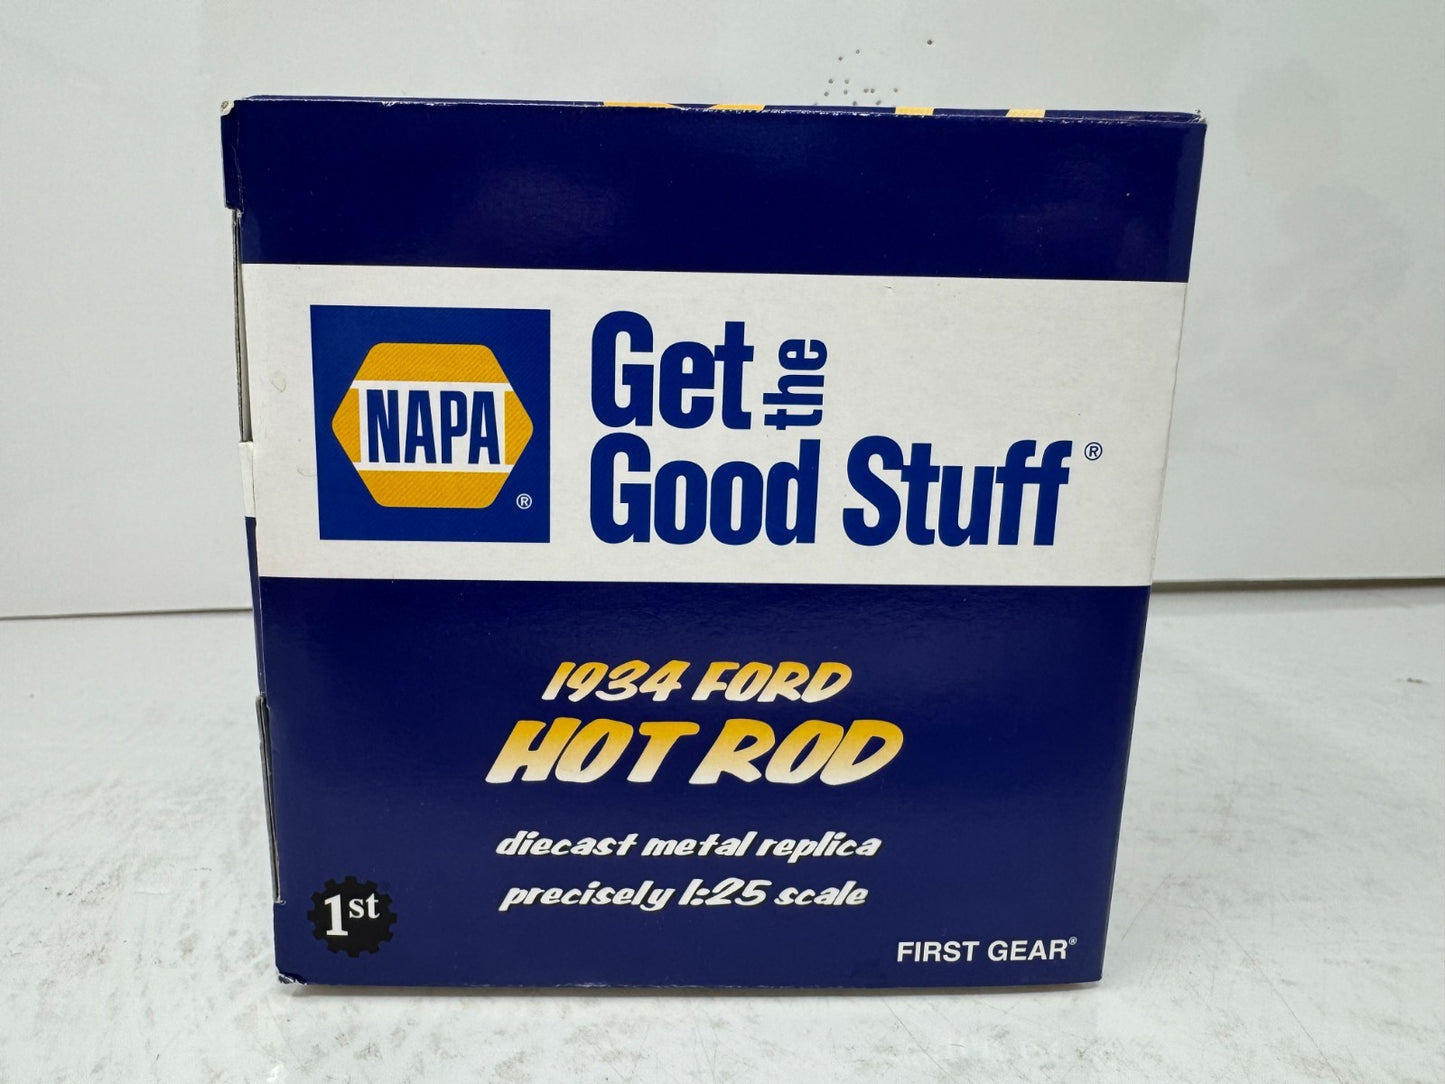 NAPA®
Get the
Good Stuff®
1934 FORD
HOT ROD
diecast metal replica
precisely 1:25 scale
1st
FIRST GEAR®